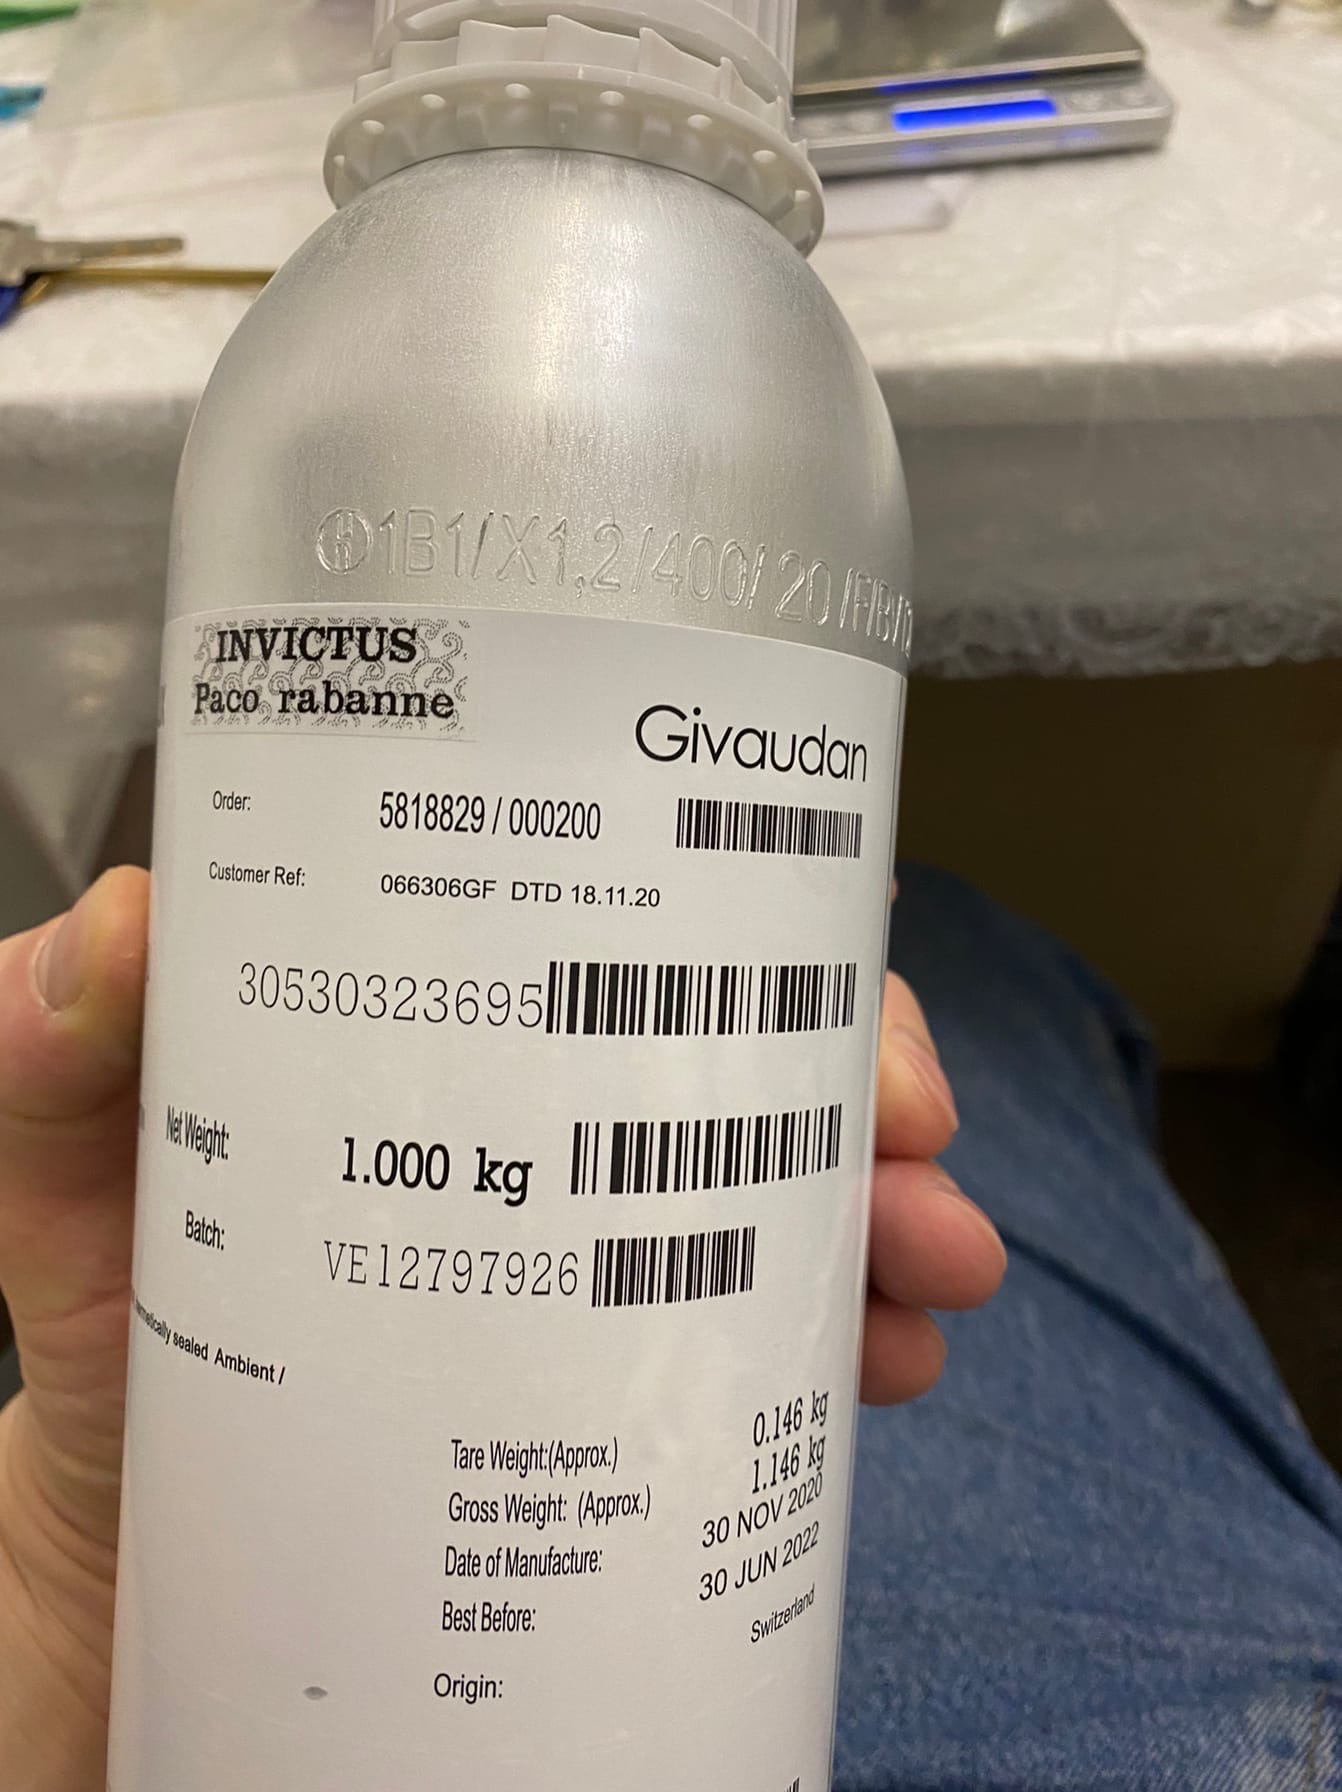 1B1/X1,2/400/20/F/B/
INVICTUS
Paco rabanne
Givaudan
Order: 5818829 / 000200
Customer Ref: 066306GF DTD 18.11.20
30530323695
Net Weight: 1.000 kg
Batch: VE12797926
sealed Ambient /
Tare Weight:(Approx.) 0.146 kg
Gross Weight: (Approx.) 1.146 kg
Date of Manufacture: 30 NOV 2020
Best Before: 30 JUN 2022
Origin: Switzerland